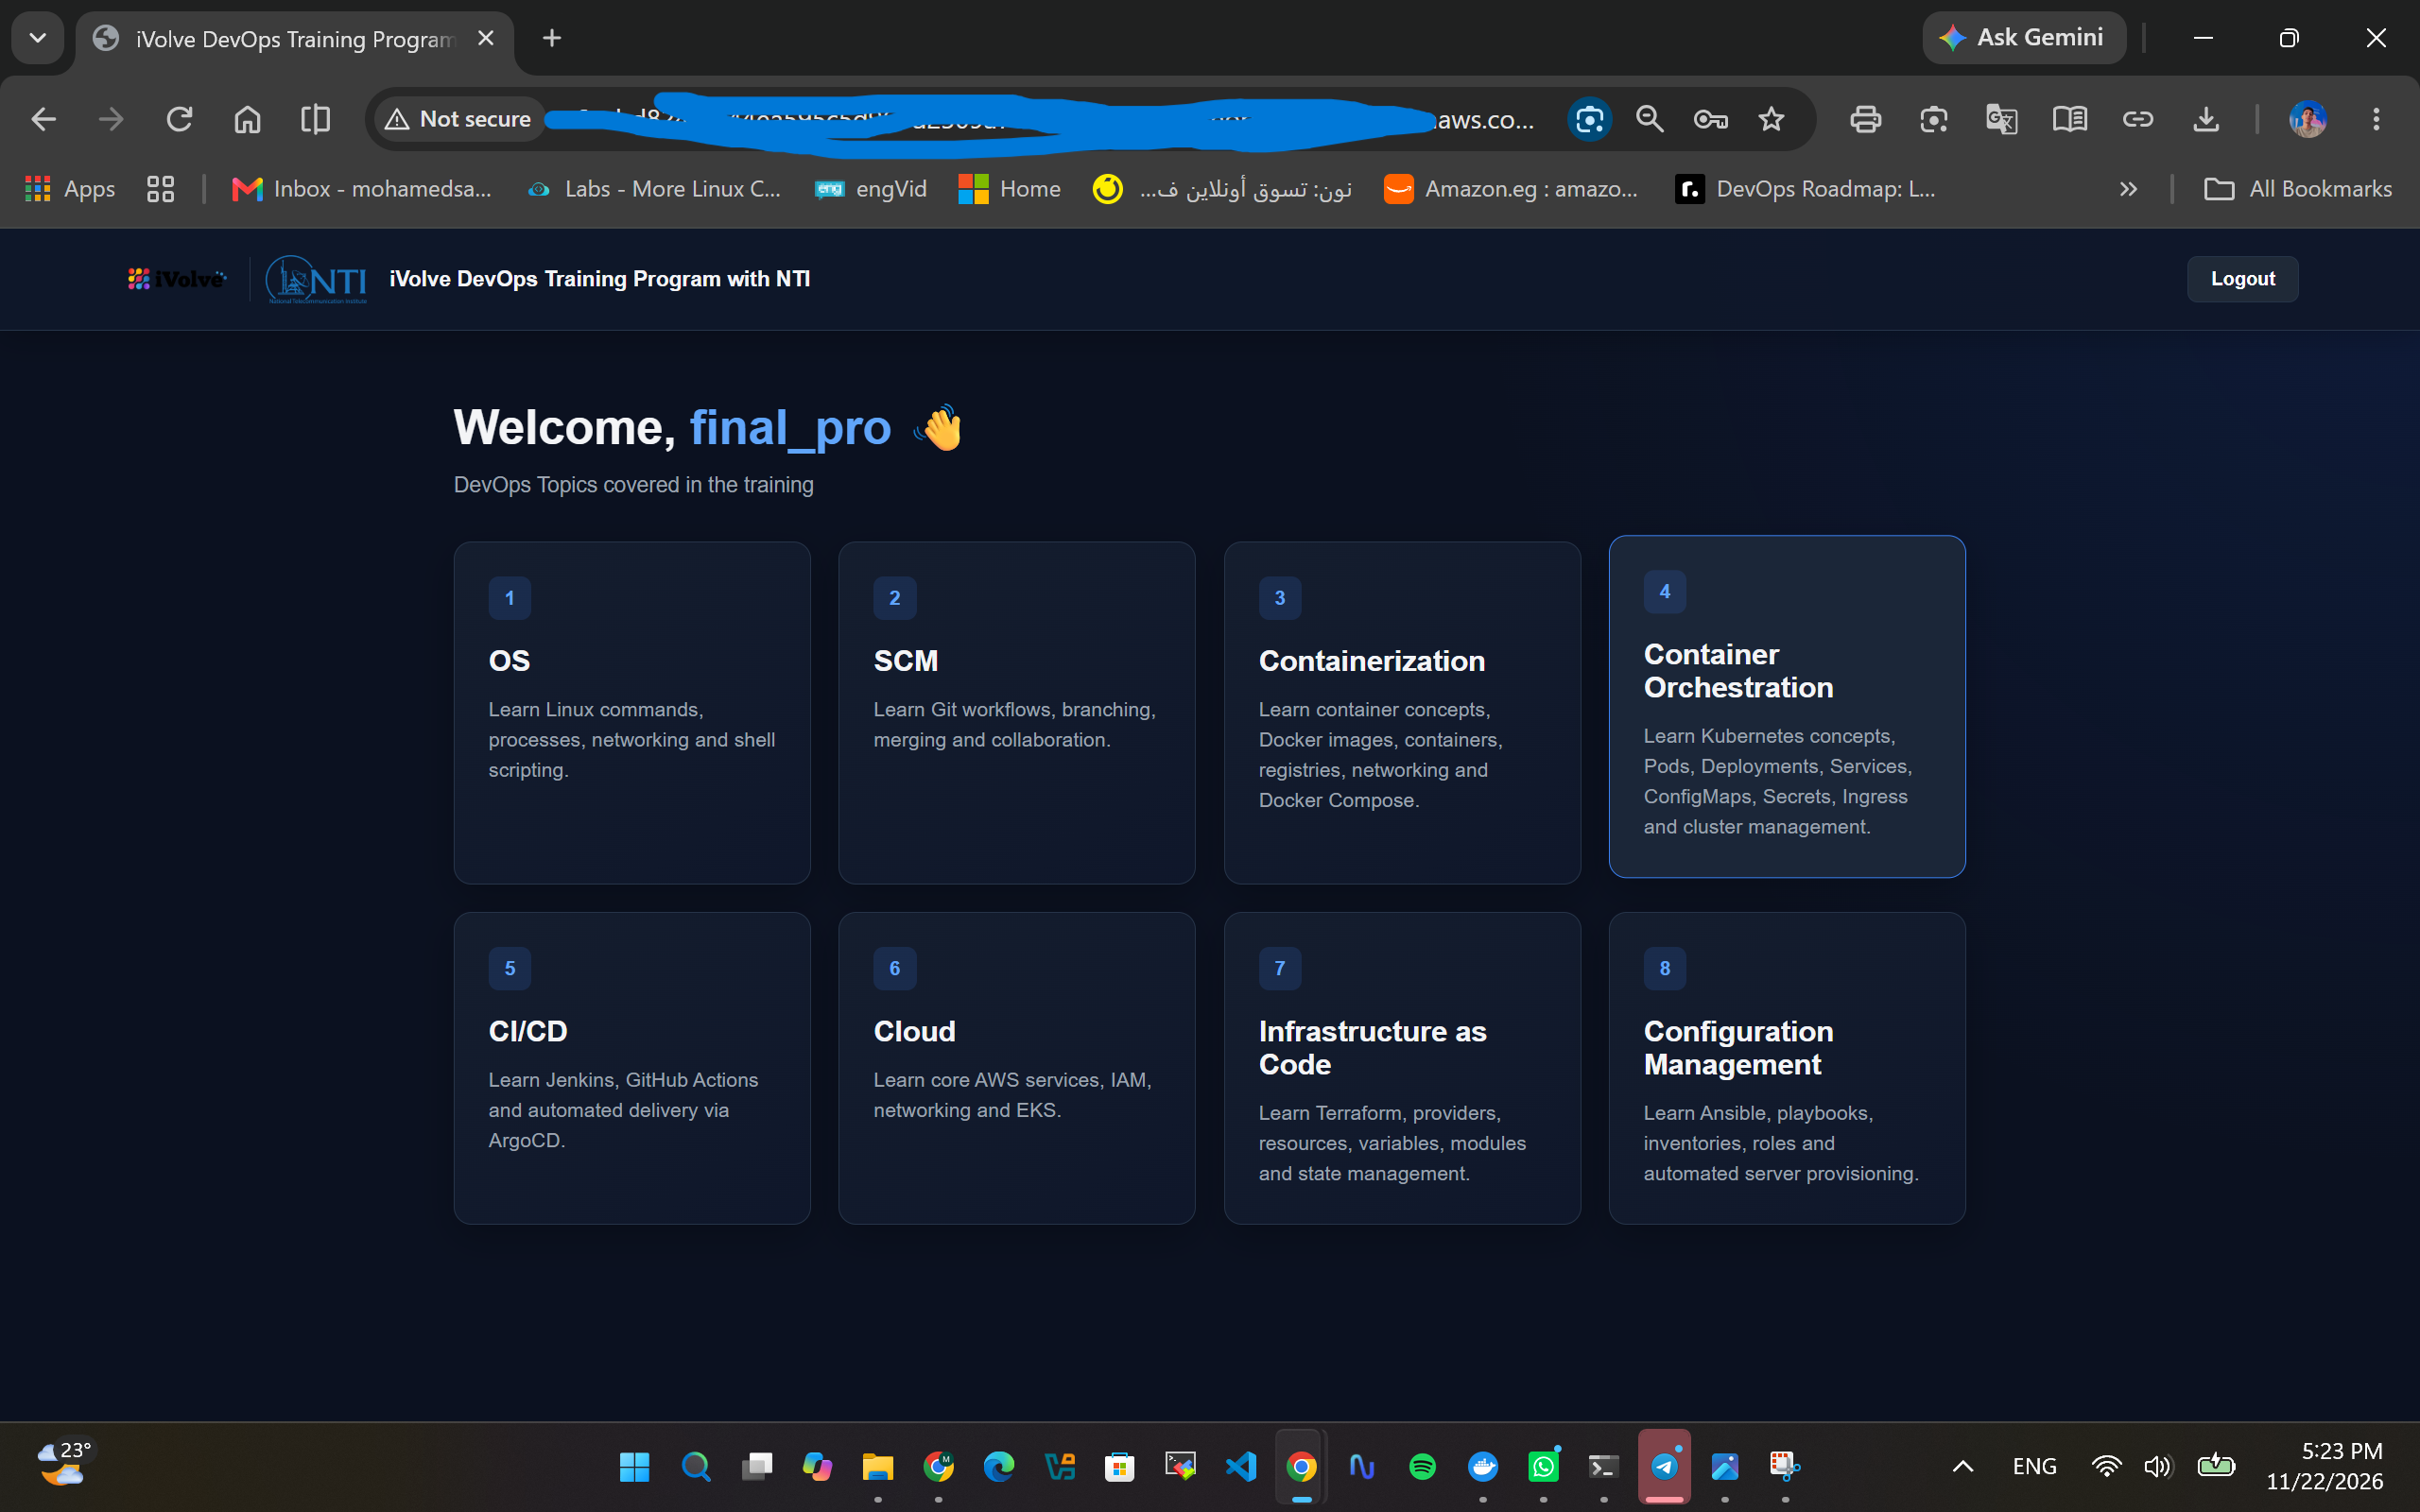 iVolve DevOps Training Program
Ask Gemini
Not secure
aws.co...
Apps
Inbox - mohamedsa...
Labs - More Linux C...
engVid
Home
نون: تسوق أونلاين ف...
Amazon.eg : amazo...
DevOps Roadmap: L...
All Bookmarks
iVolve
NTI
National Telecommunication Institute
iVolve DevOps Training Program with NTI
Logout
Welcome, final_pro 👋
DevOps Topics covered in the training
1
OS
Learn Linux commands,
processes, networking and shell
scripting.
2
SCM
Learn Git workflows, branching,
merging and collaboration.
3
Containerization
Learn container concepts,
Docker images, containers,
registries, networking and
Docker Compose.
4
Container
Orchestration
Learn Kubernetes concepts,
Pods, Deployments, Services,
ConfigMaps, Secrets, Ingress
and cluster management.
5
CI/CD
Learn Jenkins, GitHub Actions
and automated delivery via
ArgoCD.
6
Cloud
Learn core AWS services, IAM,
networking and EKS.
7
Infrastructure as
Code
Learn Terraform, providers,
resources, variables, modules
and state management.
8
Configuration
Management
Learn Ansible, playbooks,
inventories, roles and
automated server provisioning.
23°
ENG
5:23 PM
11/22/2026